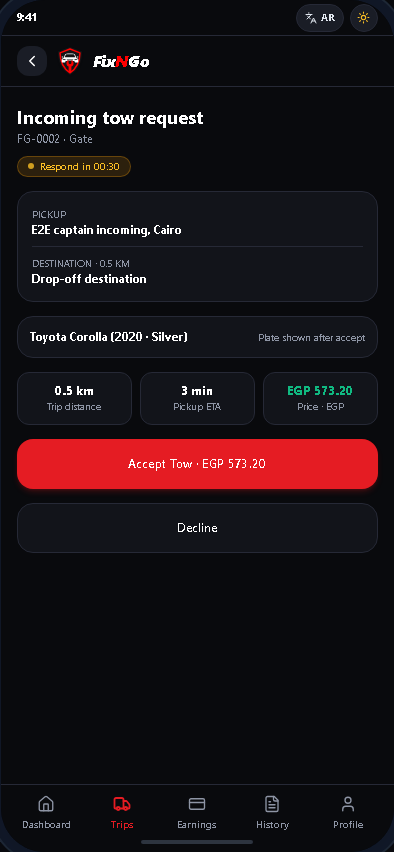 9:41
AR
FixNGo
Incoming tow request
FG-0002 · Gate
Respond in 00:30
PICKUP
E2E captain incoming, Cairo
DESTINATION · 0.5 KM
Drop-off destination
Toyota Corolla (2020 · Silver)
Plate shown after accept
0.5 km
Trip distance
3 min
Pickup ETA
EGP 573.20
Price · EGP
Accept Tow · EGP 573.20
Decline
Dashboard
Trips
Earnings
History
Profile